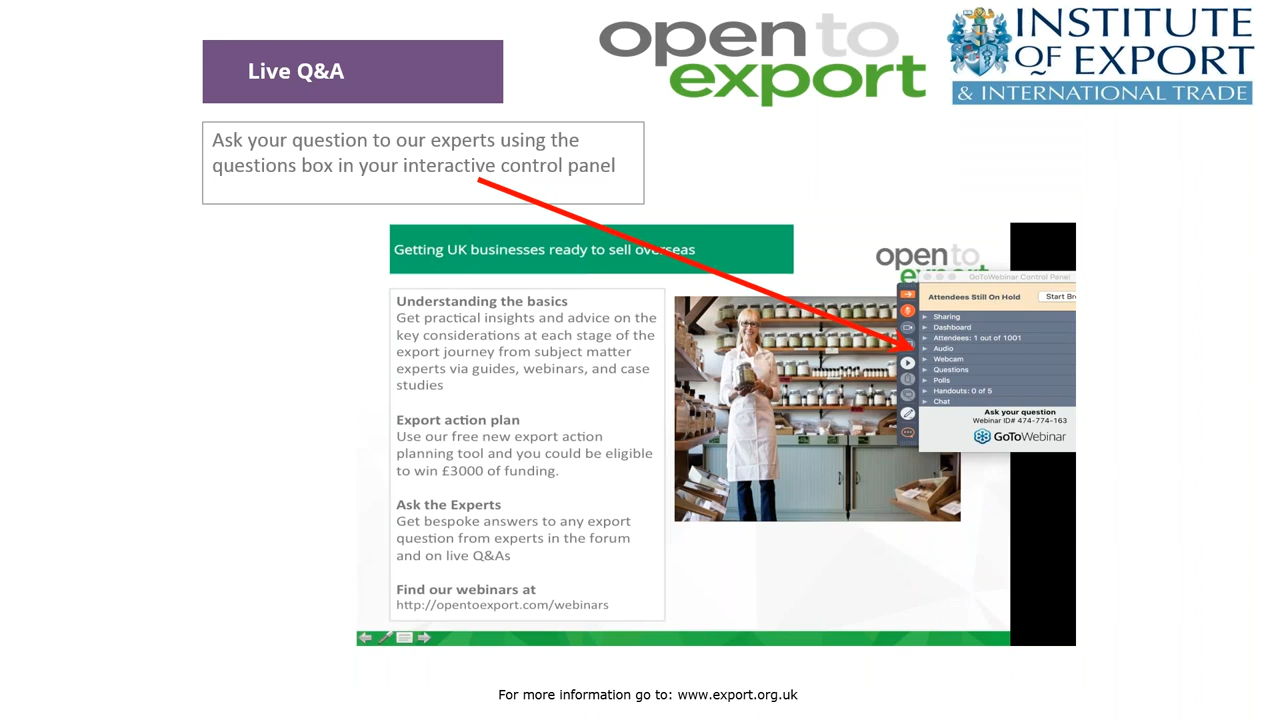 Live Q&A
open to
export
INSTITUTE
OF EXPORT
& INTERNATIONAL TRADE
Ask your question to our experts using the
questions box in your interactive control panel
Getting UK businesses ready to sell overseas
open to
export
Understanding the basics
Get practical insights and advice on the
key considerations at each stage of the
export journey from subject matter
experts via guides, webinars, and case
studies
Export action plan
Use our free new export action
planning tool and you could be eligible
to win £3000 of funding.
Ask the Experts
Get bespoke answers to any export
question from experts in the forum
and on live Q&As
Find our webinars at
http://opentoexport.com/webinars
GoToWebinar Control Panel
Attendees Still On Hold
Start Br
Sharing
Dashboard
Attendees: 1 out of 1001
Audio
Webcam
Questions
Polls
Handouts: 0 of 5
Chat
Ask your question
Webinar ID# 474-774-163
GoToWebinar
For more information go to: www.export.org.uk